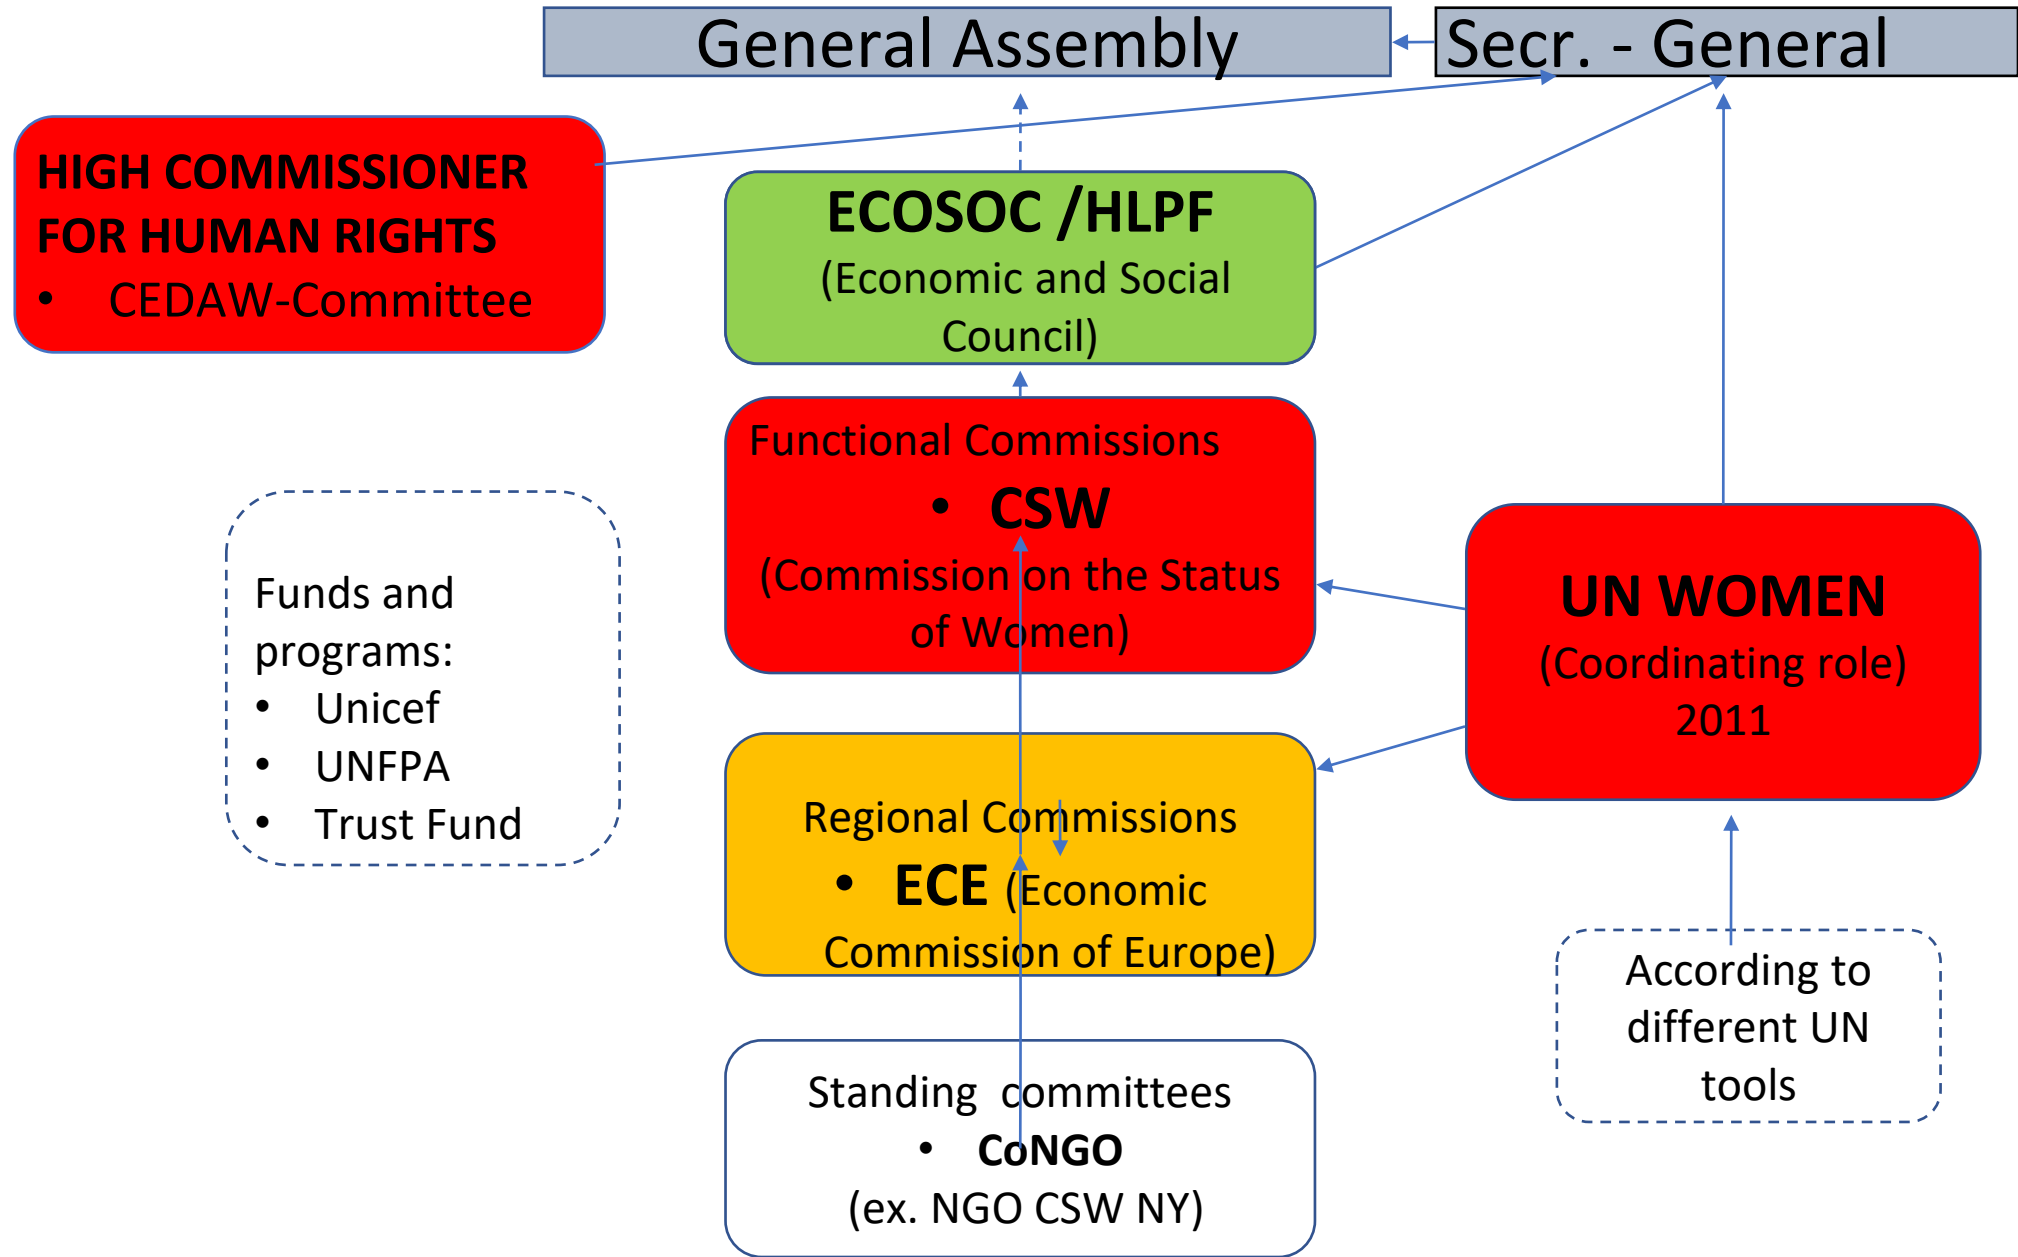 General Assembly
Secr. - General
HIGH COMMISSIONER
FOR HUMAN RIGHTS
• CEDAW-Committee
ECOSOC /HLPF
(Economic and Social
Council)
Functional Commissions
• CSW
(Commission on the Status
of Women)
Funds and
programs:
• Unicef
• UNFPA
• Trust Fund
UN WOMEN
(Coordinating role)
2011
Regional Commissions
• ECE (Economic
Commission of Europe)
According to
different UN
tools
Standing committees
• CoNGO
(ex. NGO CSW NY)